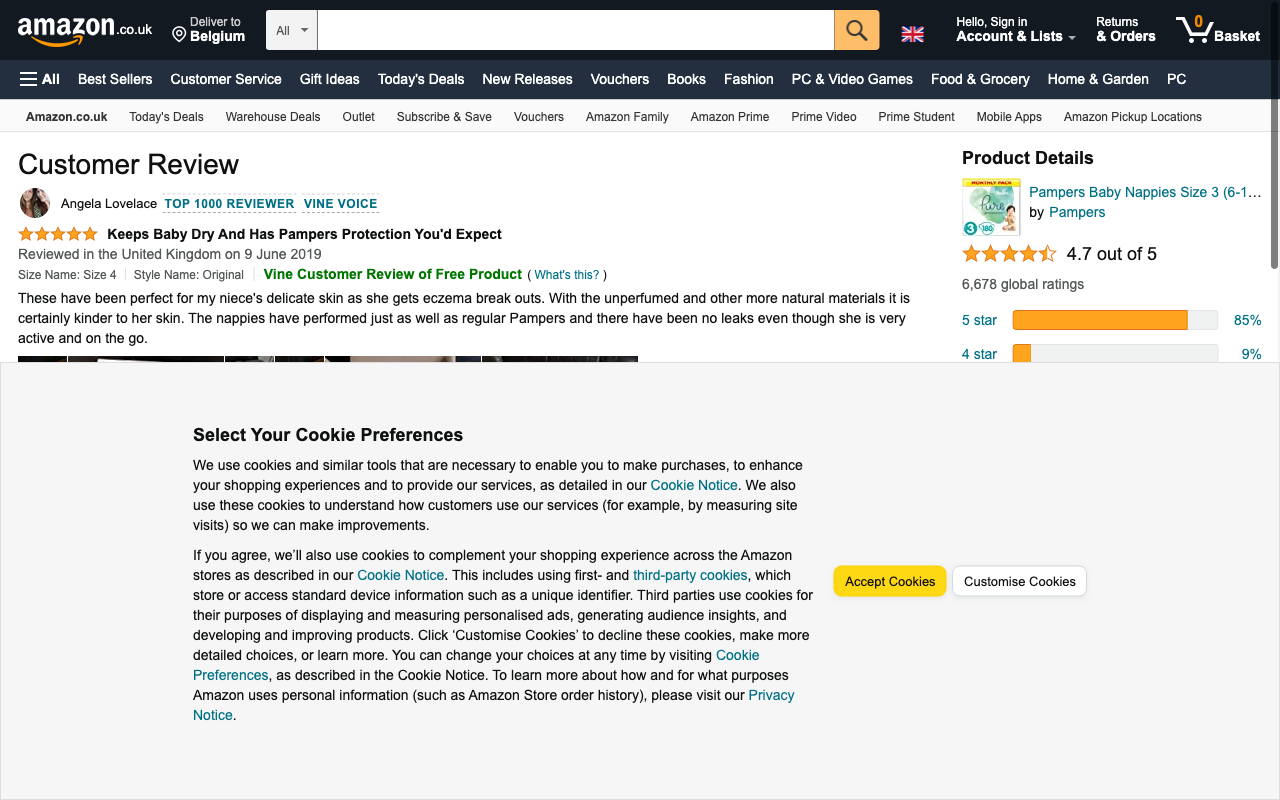 amazon.co.uk
Deliver to
Belgium
All
Hello, Sign in
Account & Lists
Returns
& Orders
0
Basket
All
Best Sellers
Customer Service
Gift Ideas
Today's Deals
New Releases
Vouchers
Books
Fashion
PC & Video Games
Food & Grocery
Home & Garden
PC
Amazon.co.uk
Today's Deals
Warehouse Deals
Outlet
Subscribe & Save
Vouchers
Amazon Family
Amazon Prime
Prime Video
Prime Student
Mobile Apps
Amazon Pickup Locations
Customer Review
Angela Lovelace TOP 1000 REVIEWER VINE VOICE
Keeps Baby Dry And Has Pampers Protection You'd Expect
Reviewed in the United Kingdom on 9 June 2019
Size Name: Size 4 | Style Name: Original | Vine Customer Review of Free Product ( What's this? )
These have been perfect for my niece's delicate skin as she gets eczema break outs. With the unperfumed and other more natural materials it is
certainly kinder to her skin. The nappies have performed just as well as regular Pampers and there have been no leaks even though she is very
active and on the go.
Product Details
MONTHLY PACK
Pure
3
180
Pampers Baby Nappies Size 3 (6-1…
by Pampers
4.7 out of 5
6,678 global ratings
5 star 85%
4 star 9%
Select Your Cookie Preferences
We use cookies and similar tools that are necessary to enable you to make purchases, to enhance
your shopping experiences and to provide our services, as detailed in our Cookie Notice. We also
use these cookies to understand how customers use our services (for example, by measuring site
visits) so we can make improvements.
If you agree, we’ll also use cookies to complement your shopping experience across the Amazon
stores as described in our Cookie Notice. This includes using first- and third-party cookies, which
store or access standard device information such as a unique identifier. Third parties use cookies for
their purposes of displaying and measuring personalised ads, generating audience insights, and
developing and improving products. Click ‘Customise Cookies’ to decline these cookies, make more
detailed choices, or learn more. You can change your choices at any time by visiting Cookie
Preferences, as described in the Cookie Notice. To learn more about how and for what purposes
Amazon uses personal information (such as Amazon Store order history), please visit our Privacy
Notice.
Accept Cookies
Customise Cookies